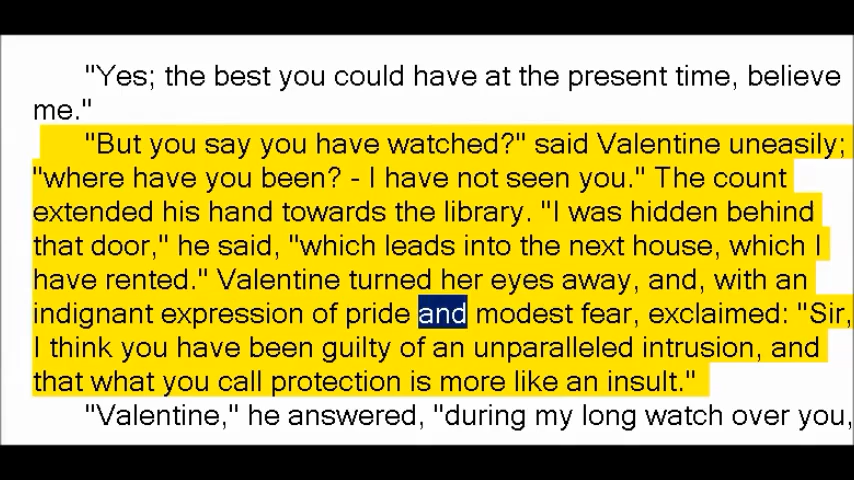 "Yes; the best you could have at the present time, believe
me."
"But you say you have watched?" said Valentine uneasily;
"where have you been? - I have not seen you." The count
extended his hand towards the library. "I was hidden behind
that door," he said, "which leads into the next house, which I
have rented." Valentine turned her eyes away, and, with an
indignant expression of pride and modest fear, exclaimed: "Sir,
I think you have been guilty of an unparalleled intrusion, and
that what you call protection is more like an insult."
"Valentine," he answered, "during my long watch over you,